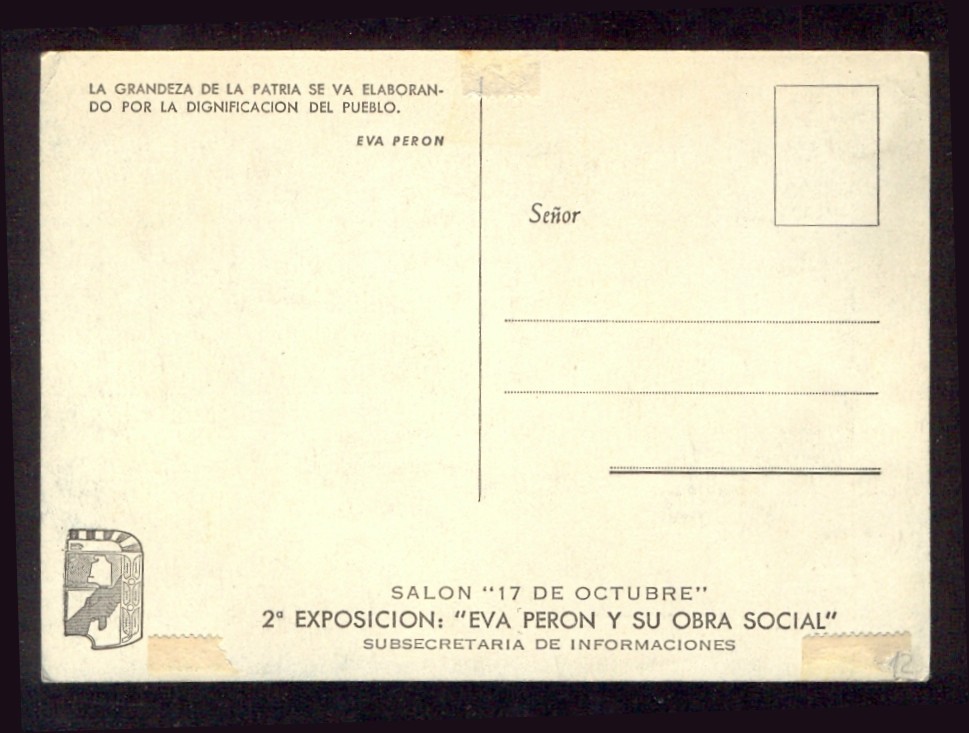 LA GRANDEZA DE LA PATRIA SE VA ELABORAN-
DO POR LA DIGNIFICACION DEL PUEBLO.
EVA PERON
Señor
SALON "17 DE OCTUBRE"
2ª EXPOSICION: "EVA PERON Y SU OBRA SOCIAL"
SUBSECRETARIA DE INFORMACIONES
12